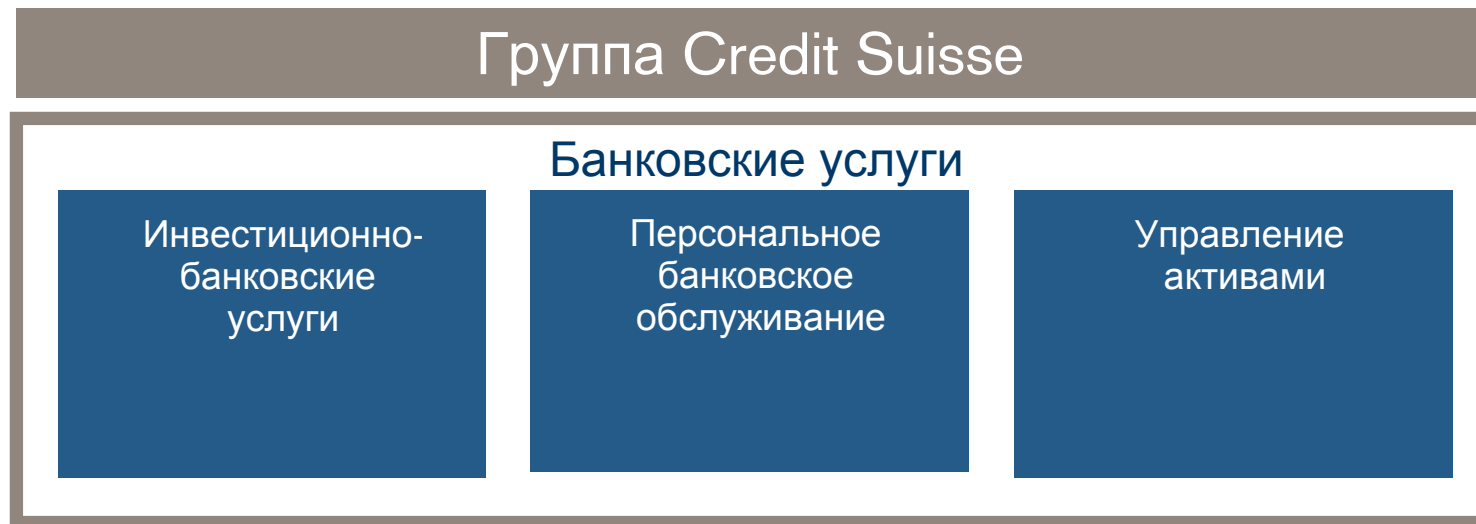 Группа Credit Suisse
Банковские услуги
Инвестиционно-
банковские
услуги
Персональное
банковское
обслуживание
Управление
активами